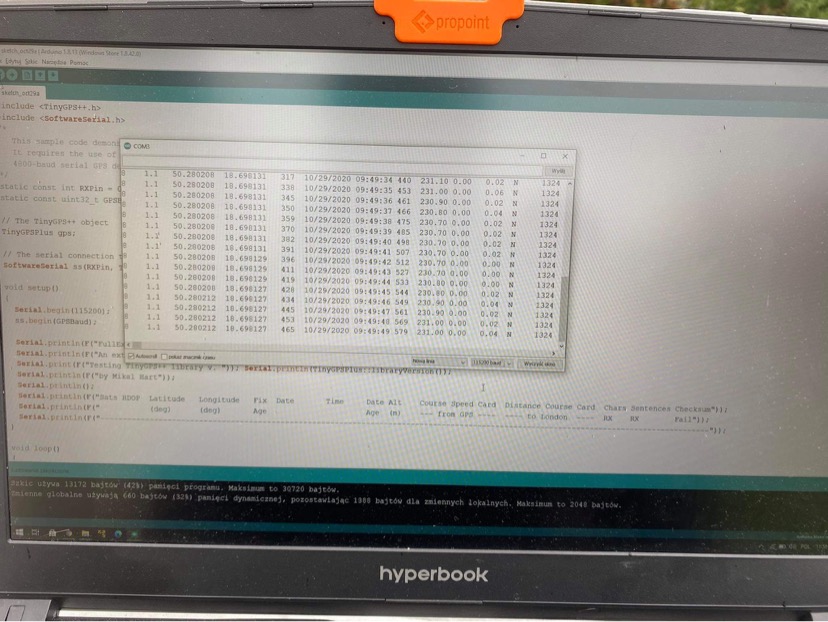 propoint
sketch_oct29a | Arduino 1.8.13 (Windows Store 1.8.42.0)
Edytuj Szkic Narzędzia Pomoc
sketch_oct29a
include <TinyGPS++.h>
include <SoftwareSerial.h>
This sample code
It requires the use of
-baud serial GPS
*/
static const int RXPin =
static const uint32_t
// The TinyGPS++ object
TinyGPSPlus gps;
// The serial connection
SoftwareSerial ss(RXPin,
void setup()
{
Serial.begin(115200);
ss.begin(GPSBaud);
COM5
Wyślij
8 1.1 50.280208 18.698131 317 10/29/2020 09:49:34 440 231.10 0.00 0.02 N 1324
8 1.1 50.280208 18.698131 338 10/29/2020 09:49:35 453 231.00 0.00 0.06 N 1324
8 1.1 50.280208 18.698131 345 10/29/2020 09:49:36 461 230.90 0.00 0.02 N 1324
8 1.1 50.280208 18.698131 350 10/29/2020 09:49:37 466 230.80 0.00 0.04 N 1324
8 1.1 50.280208 18.698131 359 10/29/2020 09:49:38 475 230.70 0.00 0.02 N 1324
8 1.1 50.280208 18.698131 370 10/29/2020 09:49:39 485 230.70 0.00 0.02 N 1324
8 1.1 50.280208 18.698131 382 10/29/2020 09:49:40 498 230.70 0.00 0.02 N 1324
8 1.1 50.280208 18.698131 391 10/29/2020 09:49:41 507 230.70 0.00 0.02 N 1324
8 1.1 50.280208 18.698129 396 10/29/2020 09:49:42 512 230.70 0.00 0.00 N 1324
8 1.1 50.280208 18.698129 411 10/29/2020 09:49:43 527 230.70 0.00 0.00 N 1324
8 1.1 50.280208 18.698129 419 10/29/2020 09:49:44 533 230.80 0.00 0.00 N 1324
8 1.1 50.280208 18.698127 428 10/29/2020 09:49:45 544 230.90 0.00 0.02 N 1324
8 1.1 50.280212 18.698127 434 10/29/2020 09:49:46 549 230.90 0.00 0.04 N 1324
8 1.1 50.280212 18.698127 445 10/29/2020 09:49:47 561 230.90 0.00 0.02 N 1324
8 1.1 50.280212 18.698127 453 10/29/2020 09:49:48 569 231.00 0.00 0.02 N 1324
8 1.1 50.280212 18.698127 465 10/29/2020 09:49:49 579 231.00 0.00 0.04 N 1324
Autoscroll Pokaż znacznik czasu Nowa linia 115200 baud Wyczyść okno
Serial.println(F("
Serial.println(F("An
Serial.print(F("Testing TinyGPS++ library v. ")); Serial.println(TinyGPSPlus::libraryVersion());
Serial.println(F("by Mikal Hart"));
Serial.println();
Serial.println(F("Sats HDOP Latitude Longitude Fix Date Time Date Alt Course Speed Card Distance Course Card Chars Sentences Checksum"));
Serial.println(F(" (deg) (deg) Age Age (m) --- from GPS ---- ---- to London ---- RX RX Fail"));
Serial.println(F("-----------------------------------------------------------------------"));
}
void loop()
Szkic używa 13172 bajtów (42%) pamięci programu. Maksimum to 30720 bajtów.
Zmienne globalne używają 660 bajtów (32%) pamięci dynamicznej, pozostawiając 1388 bajtów dla zmiennych lokalnych. Maksimum to 2048 bajtów.
hyperbook